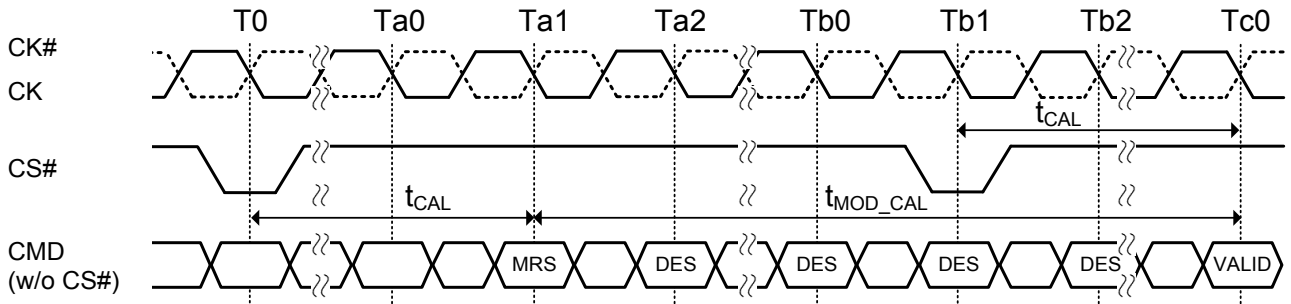 T0 Ta0 Ta1 Ta2 Tb0 Tb1 Tb2 Tc0
CK#
CK
tCAL
CS#
tCAL tMOD_CAL
CMD
(w/o CS#)
MRS DES DES DES DES VALID